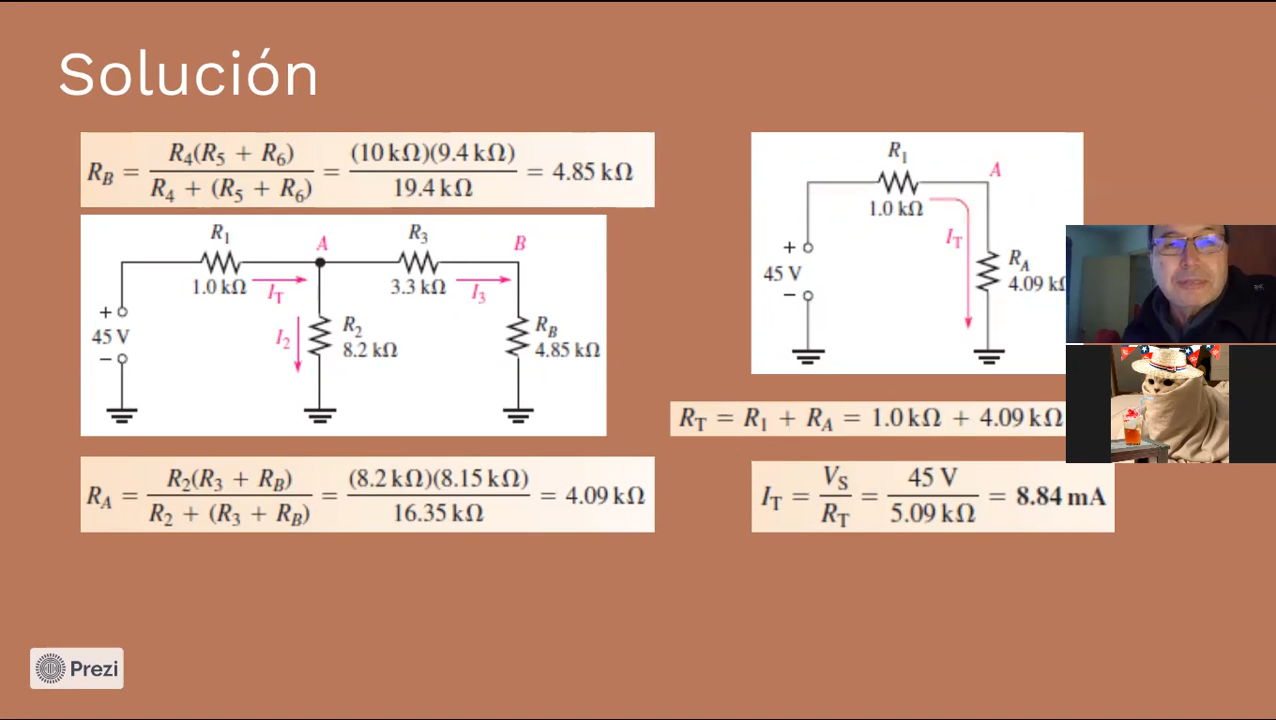 Solución
R_B = R_4(R_5 + R_6) / R_4 + (R_5 + R_6) = (10 kΩ)(9.4 kΩ) / 19.4 kΩ = 4.85 kΩ
R_1
A
R_3
B
1.0 kΩ
I_T
3.3 kΩ
I_3
+
45 V
−
I_2
R_2
8.2 kΩ
R_B
4.85 kΩ
R_A = R_2(R_3 + R_B) / R_2 + (R_3 + R_B) = (8.2 kΩ)(8.15 kΩ) / 16.35 kΩ = 4.09 kΩ
R_1
A
1.0 kΩ
I_T
+
45 V
−
R_A
4.09 k
R_T = R_1 + R_A = 1.0 kΩ + 4.09 kΩ
I_T = V_S / R_T = 45 V / 5.09 kΩ = 8.84 mA
Prezi